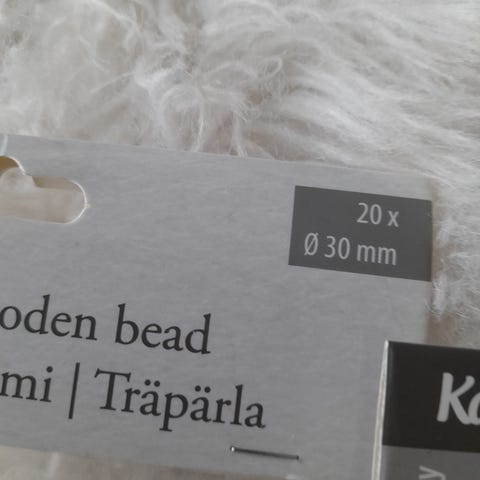 20 x
Ø 30 mm
oden bead
mi | Träpärla